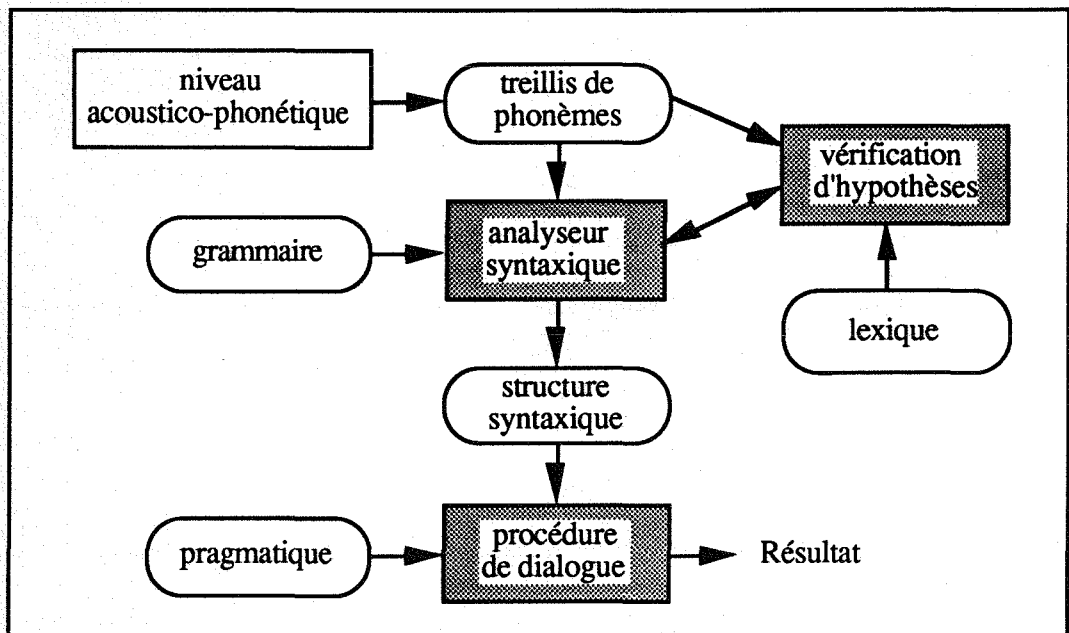 niveau
acoustico-phonétique
treillis de
phonèmes
vérification
d'hypothèses
grammaire
analyseur
syntaxique
lexique
structure
syntaxique
pragmatique
procédure
de dialogue
Résultat